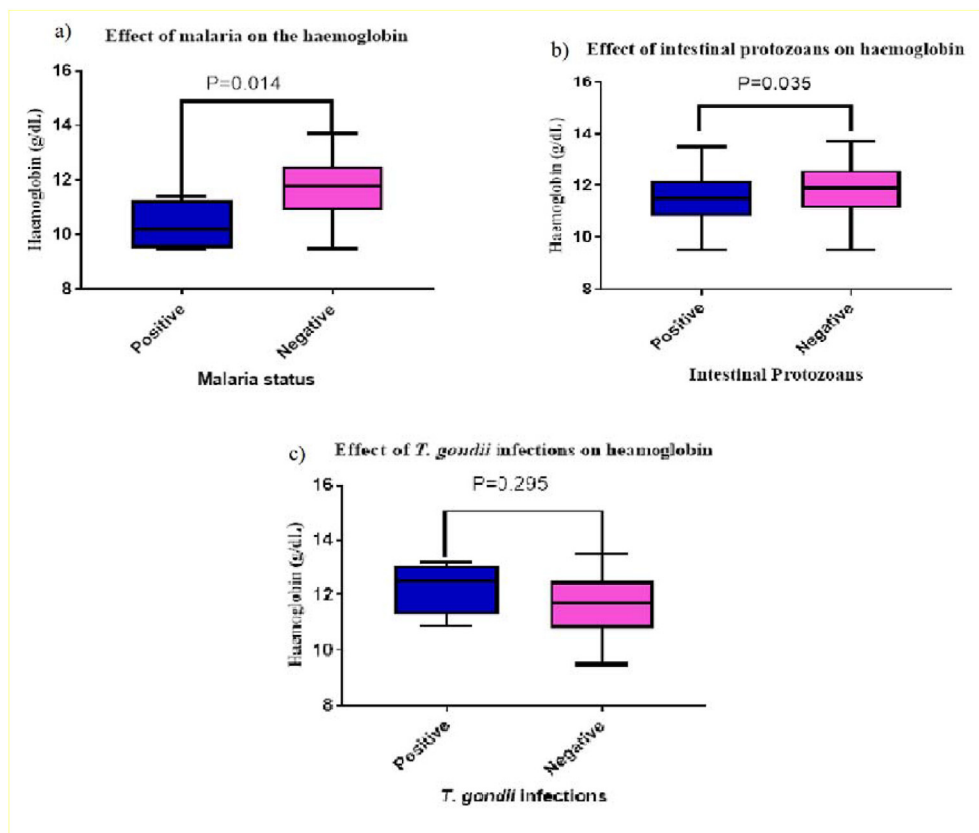 a)
Effect of malaria on the haemoglobin
P=0.014
16
14
12
10
8
Haemoglobin (g/dL)
Positive
Negative
Malaria status
b)
Effect of intestinal protozoans on haemoglobin
P=0.035
16
14
12
10
8
Haemoglobin (g/dL)
Positive
Negative
Intestinal Protozoans
c)
Effect of T. gondii infections on heamoglobin
P=0.295
16
14
12
10
8
Haemoglobin (g/dL)
Positive
Negative
T. gondii infections